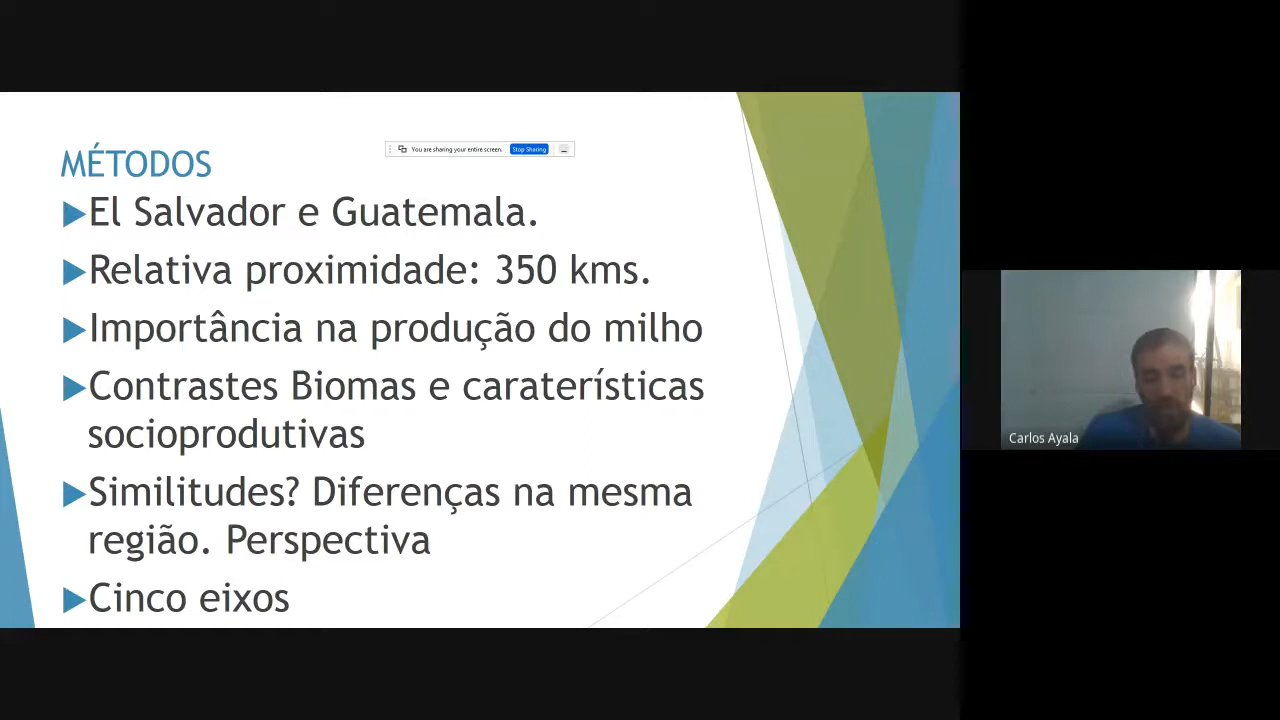 MÉTODOS
You are sharing your entire screen.
Stop Sharing
El Salvador e Guatemala.
Relativa proximidade: 350 kms.
Importância na produção do milho
Contrastes Biomas e caraterísticas
socioprodutivas
Similitudes? Diferenças na mesma
região. Perspectiva
Cinco eixos
Carlos Ayala